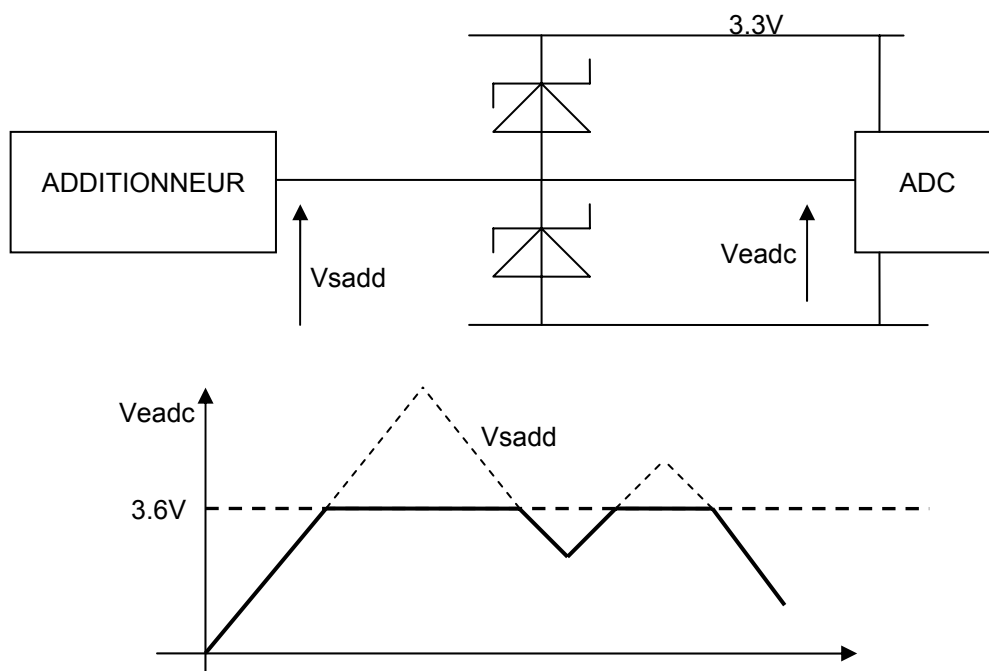 3.3V
ADDITIONNEUR
ADC
Vsadd
Veadc
Veadc
Vsadd
3.6V